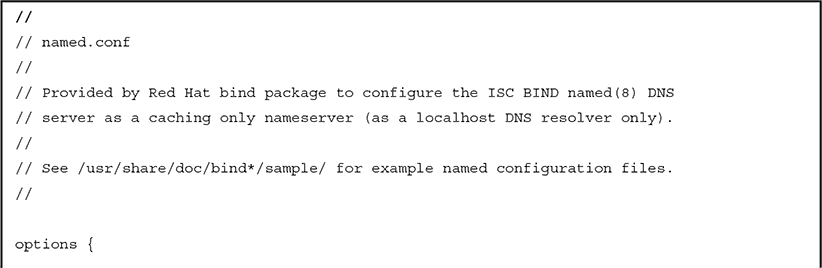 //
// named.conf
//
// Provided by Red Hat bind package to configure the ISC BIND named(8) DNS
// server as a caching only nameserver (as a localhost DNS resolver only).
//
// See /usr/share/doc/bind*/sample/ for example named configuration files.
//
options {